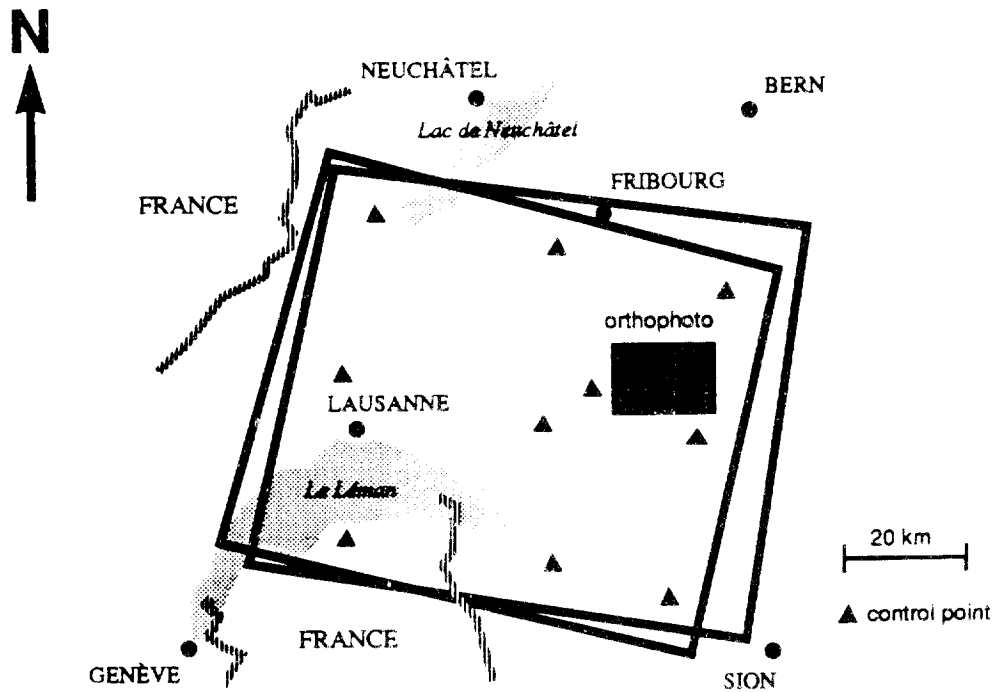 N
NEUCHÂTEL
BERN
Lac de Neuchâtel
FRIBOURG
FRANCE
orthophoto
LAUSANNE
Le Léman
20 km
control point
FRANCE
GENÈVE
SION